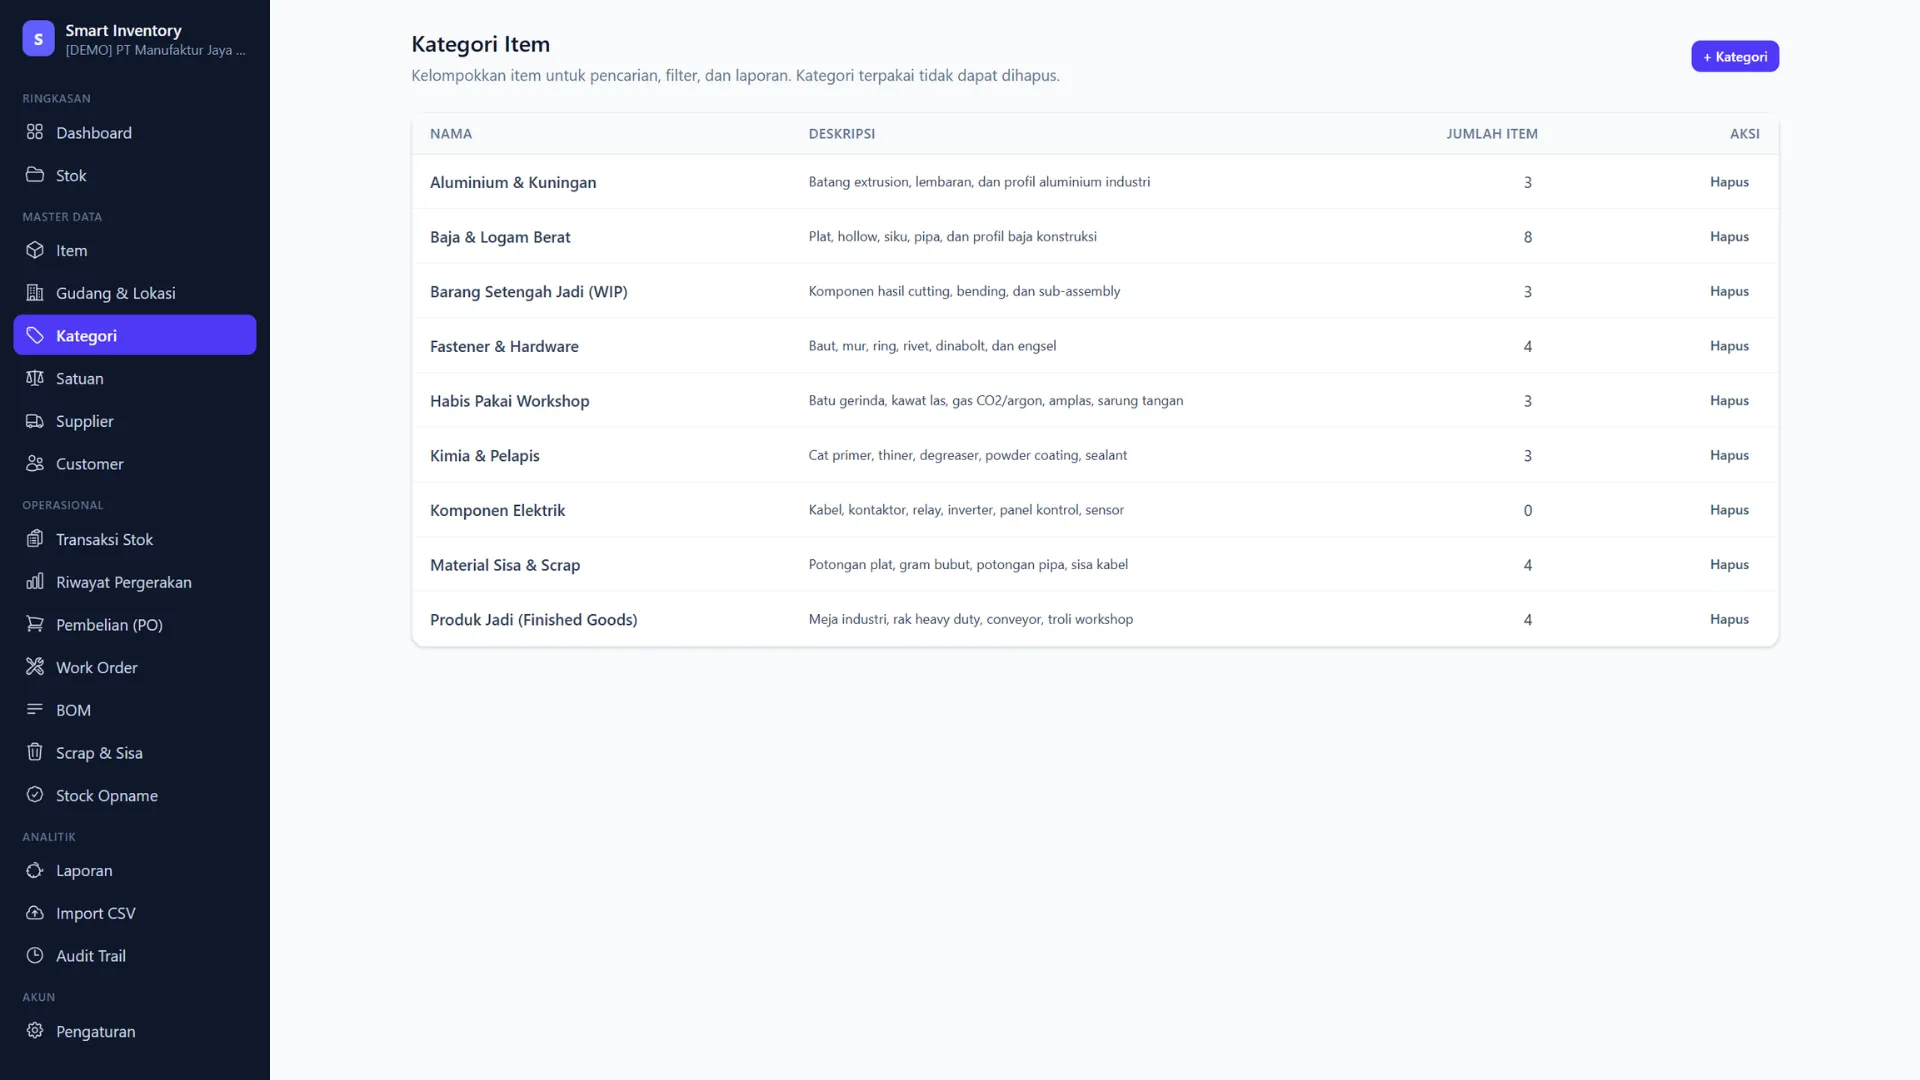 S
Smart Inventory
[DEMO] PT Manufaktur Jaya ...
RINGKASAN
Dashboard
Stok
MASTER DATA
Item
Gudang & Lokasi
Kategori
Satuan
Supplier
Customer
OPERASIONAL
Transaksi Stok
Riwayat Pergerakan
Pembelian (PO)
Work Order
BOM
Scrap & Sisa
Stock Opname
ANALITIK
Laporan
Import CSV
Audit Trail
AKUN
Pengaturan
Kategori Item
Kelompokkan item untuk pencarian, filter, dan laporan. Kategori terpakai tidak dapat dihapus.
+ Kategori
NAMA DESKRIPSI JUMLAH ITEM AKSI
Aluminium & Kuningan Batang extrusion, lembaran, dan profil aluminium industri 3 Hapus
Baja & Logam Berat Plat, hollow, siku, pipa, dan profil baja konstruksi 8 Hapus
Barang Setengah Jadi (WIP) Komponen hasil cutting, bending, dan sub-assembly 3 Hapus
Fastener & Hardware Baut, mur, ring, rivet, dinabolt, dan engsel 4 Hapus
Habis Pakai Workshop Batu gerinda, kawat las, gas CO2/argon, amplas, sarung tangan 3 Hapus
Kimia & Pelapis Cat primer, thiner, degreaser, powder coating, sealant 3 Hapus
Komponen Elektrik Kabel, kontaktor, relay, inverter, panel kontrol, sensor 0 Hapus
Material Sisa & Scrap Potongan plat, gram bubut, potongan pipa, sisa kabel 4 Hapus
Produk Jadi (Finished Goods) Meja industri, rak heavy duty, conveyor, troli workshop 4 Hapus